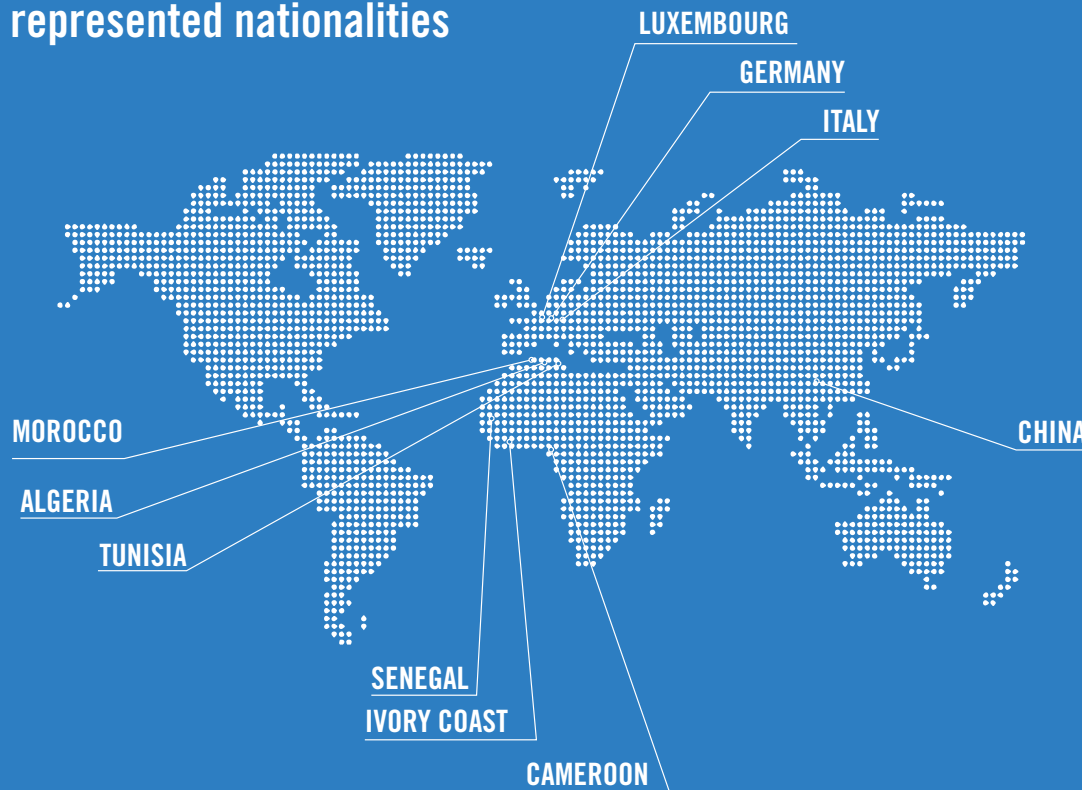 represented nationalities
LUXEMBOURG
GERMANY
ITALY
MOROCCO
CHINA
ALGERIA
TUNISIA
SENEGAL
IVORY COAST
CAMEROON